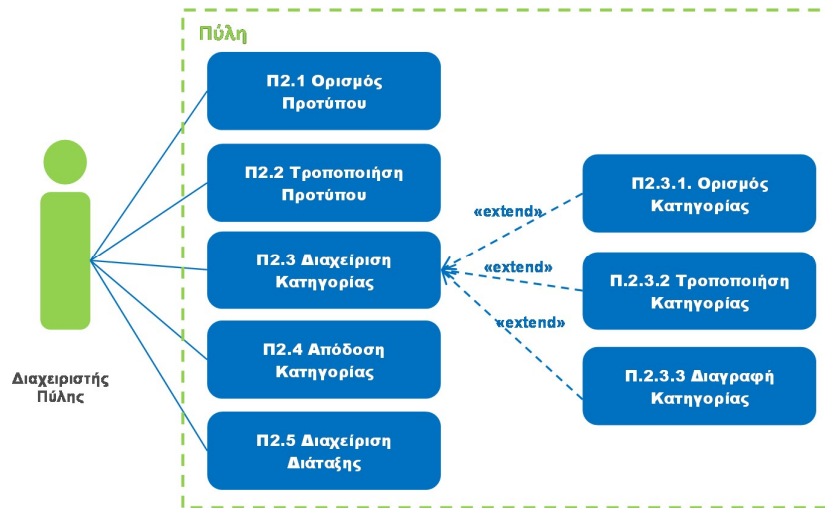 Πύλη
Π2.1 Ορισμός
Προτύπου
Π2.2 Τροποποιήση
Προτύπου
Π2.3 Διαχείριση
Κατηγορίας
Π2.4 Απόδοση
Κατηγορίας
Π2.5 Διαχείριση
Διάταξης
Διαχειριστής
Πύλης
«extend»
«extend»
«extend»
Π2.3.1. Ορισμός
Κατηγορίας
Π.2.3.2 Τροποποιήση
Κατηγορίας
Π.2.3.3 Διαγραφή
Κατηγορίας